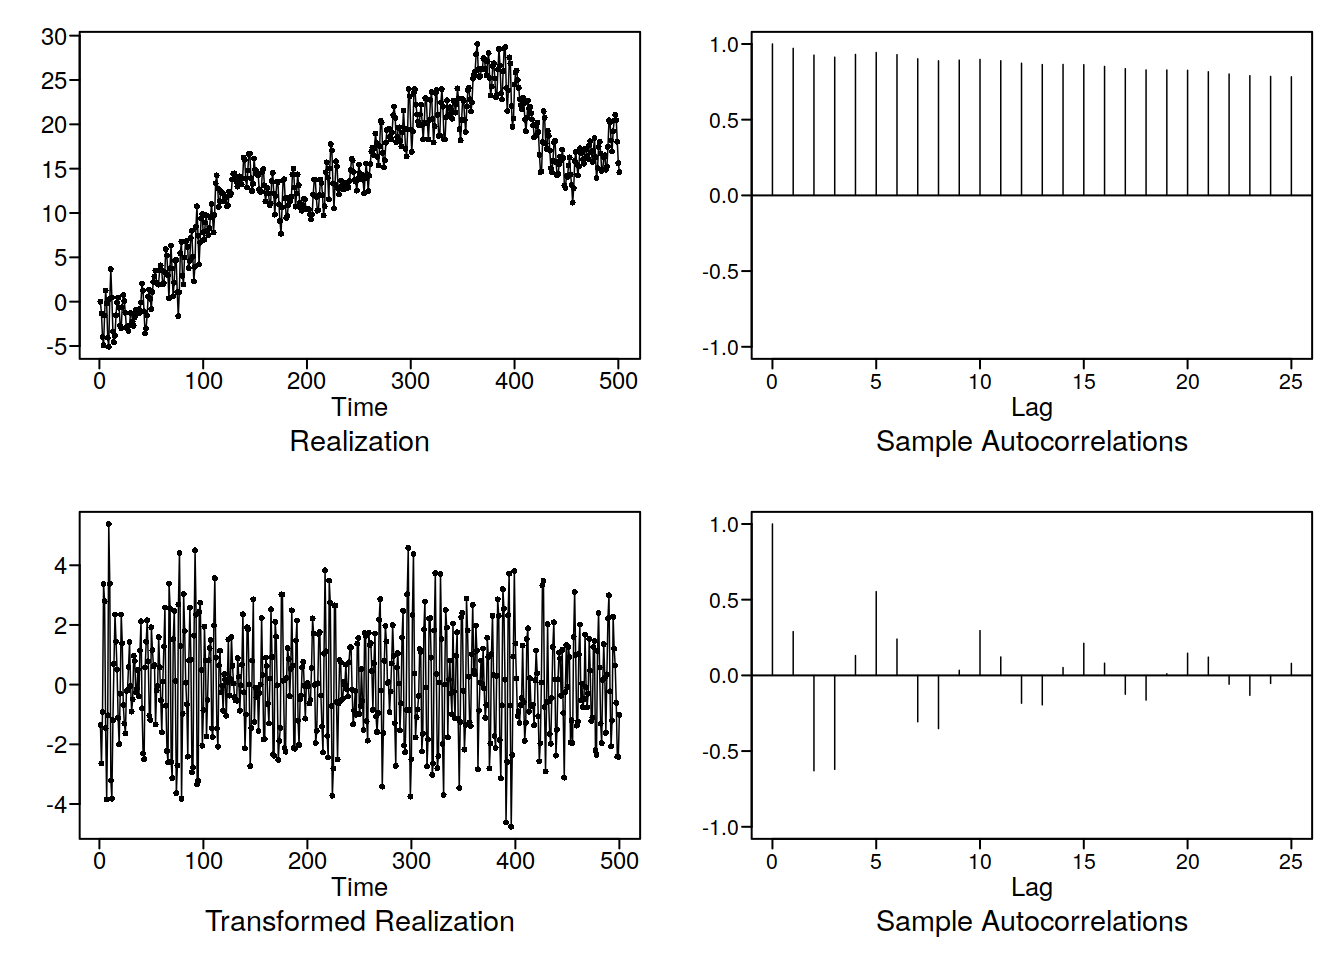 30
25
20
15
10
5
0
-5
0 100 200 300 400 500
Time
Realization
1.0
0.5
0.0
-0.5
-1.0
0 5 10 15 20 25
Lag
Sample Autocorrelations
4
2
0
-2
-4
0 100 200 300 400 500
Time
Transformed Realization
1.0
0.5
0.0
-0.5
-1.0
0 5 10 15 20 25
Lag
Sample Autocorrelations